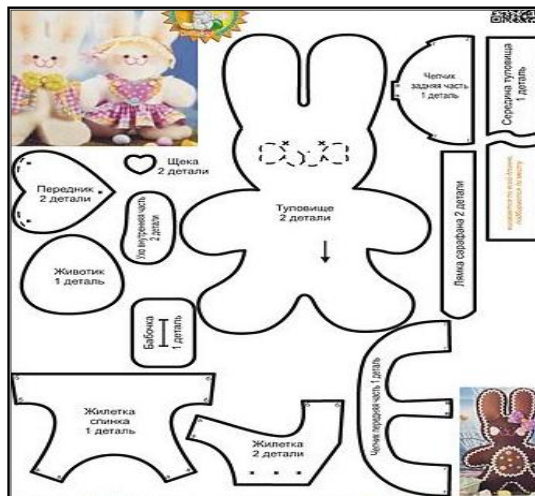 Чепчик
задняя часть
1 деталь
Середина туловища
1 деталь
Щека
2 детали
Передник
2 детали
Ухо внутренняя часть
2 детали
Туловище
2 детали
Лямка сарафана 2 детали
Животик
1 деталь
Бабочка
1 деталь
Чепчик передняя часть 1 деталь
Жилетка
спинка
1 деталь
Жилетка
2 детали